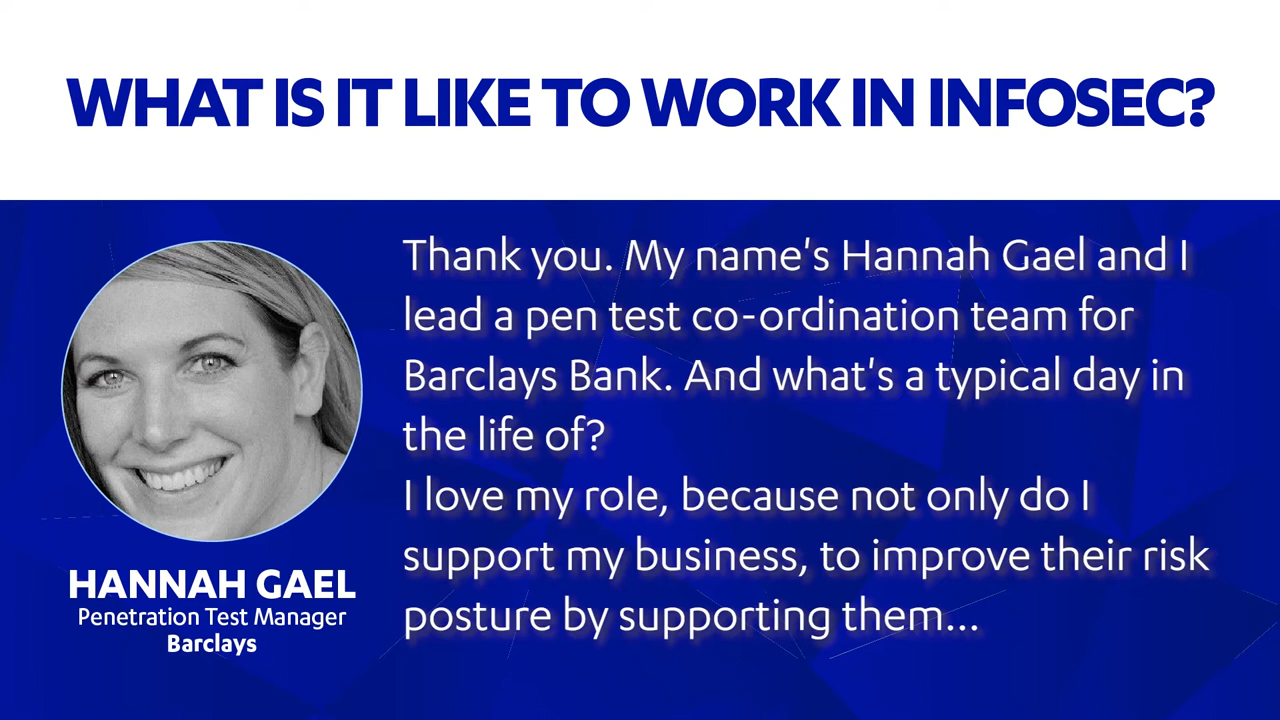 WHAT IS IT LIKE TO WORK IN INFOSEC?
Thank you. My name's Hannah Gael and I
lead a pen test co-ordination team for
Barclays Bank. And what's a typical day in
the life of?
I love my role, because not only do I
support my business, to improve their risk
posture by supporting them...
HANNAH GAEL
Penetration Test Manager
Barclays